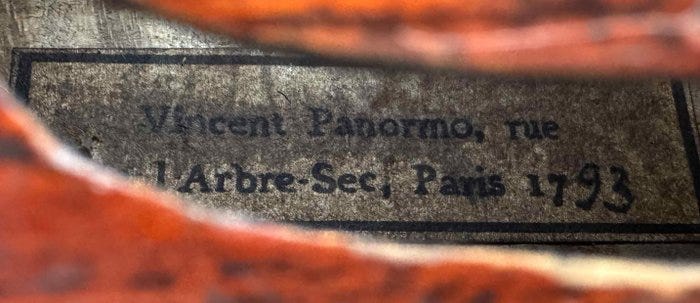 Vincent Panormo, rue
l'Arbre-Sec, Paris 1793